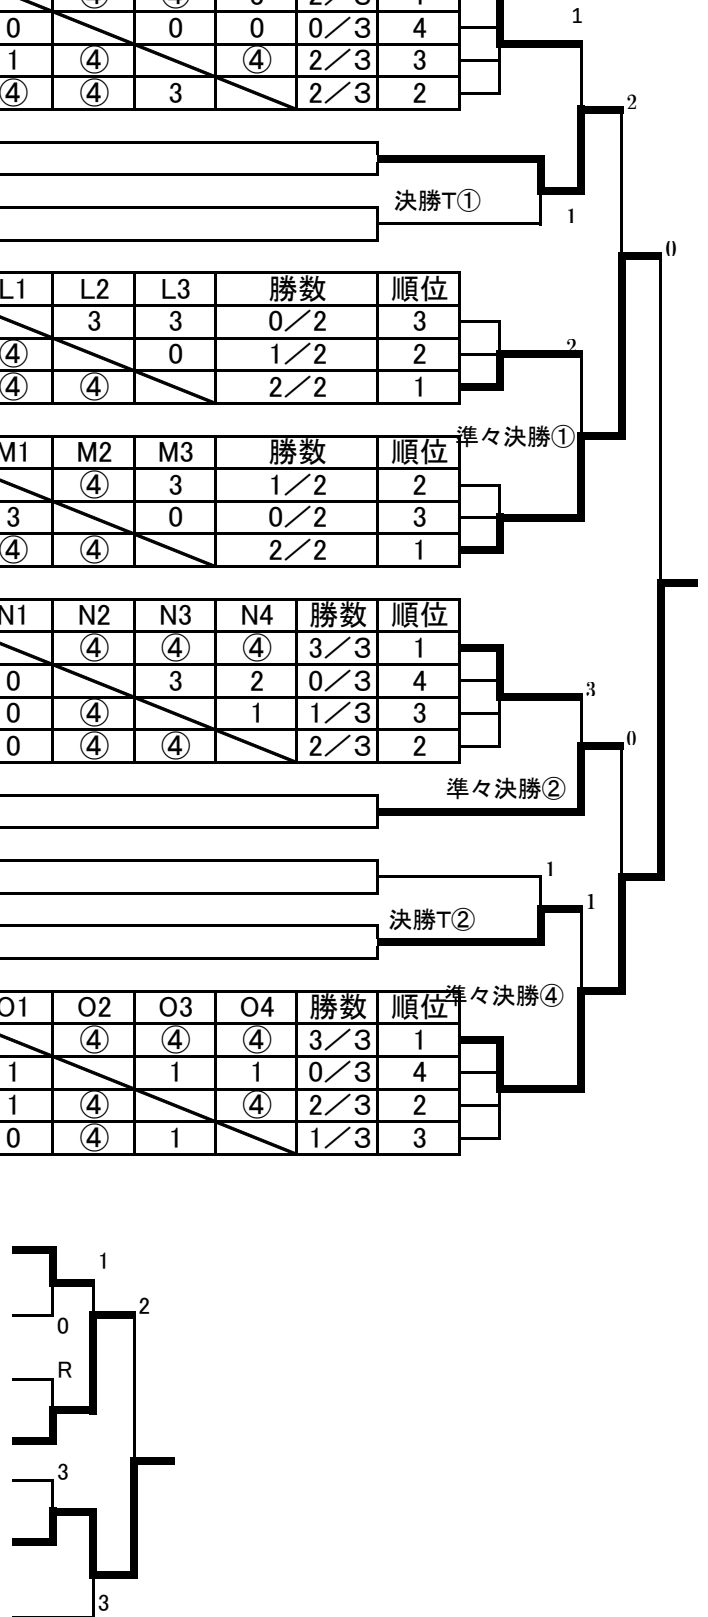 0 0 0 0／3 4
1
1 ④ ④ 2／3 3
④ ④ 3 2／3 2
2
決勝T①
1
0
L1 L2 L3 勝数 順位
3 3 0／2 3
④ 0 1／2 2
2
④ ④ 2／2 1
準々決勝①
M1 M2 M3 勝数 順位
④ 3 1／2 2
3 0 0／2 3
④ ④ 2／2 1
N1 N2 N3 N4 勝数 順位
④ ④ ④ 3／3 1
0 3 2 0／3 4
3
0 ④ 1 1／3 3
0 ④ ④ 2／3 2
0
準々決勝②
1
1
決勝T②
準々決勝④
O1 O2 O3 O4 勝数 順位
④ ④ ④ 3／3 1
1 1 1 0／3 4
1 ④ ④ 2／3 2
0 ④ 1 1／3 3
1
2
0
R
3
3